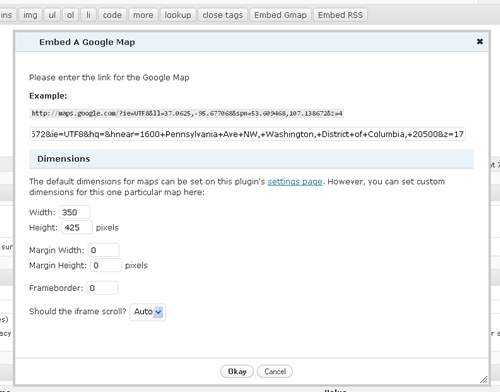 ins img ul ol li code more lookup close tags Embed Gmap Embed RSS
Embed A Google Map
Please enter the link for the Google Map
Example:
http://maps.google.com/?ie=UTF8&ll=37.0625,-95.677068&spn=53.609468,107.138672&z=4
672&ie=UTF8&hq=&hnear=1600+Pennsylvania+Ave+NW,+Washington,+District+of+Columbia,+20500&z=17
Dimensions
The default dimensions for maps can be set on this plugin's settings page. However, you can set custom
dimensions for this one particular map here:
Width: 350
Height: 425 pixels
Margin Width: 0
Margin Height: 0 pixels
Frameborder: 0
Should the iframe scroll? Auto
Okay Cancel